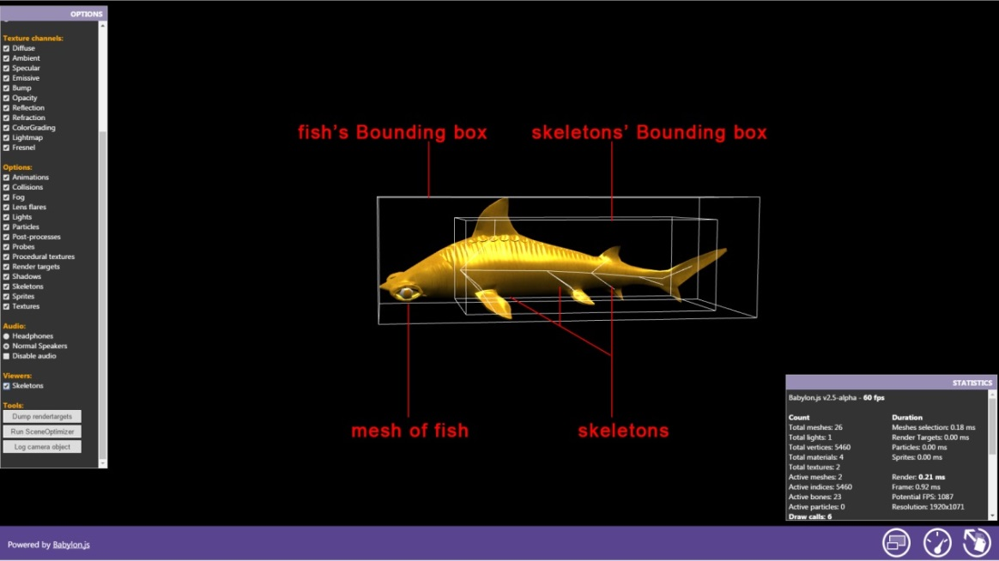 OPTIONS
Texture channels:
Diffuse
Ambient
Specular
Emissive
Bump
Opacity
Reflection
Refraction
ColorGrading
Lightmap
Fresnel
Options:
Animations
Collisions
Fog
Lens flares
Lights
Particles
Post-processes
Probes
Procedural textures
Render targets
Shadows
Skeletons
Sprites
Textures
Audio:
Headphones
Normal Speakers
Disable audio
Viewers:
Skeletons
Tools:
Dump rendertargets
Run SceneOptimizer
Log camera object
fish's Bounding box
skeletons' Bounding box
mesh of fish
skeletons
STATISTICS
Babylon.js v2.5-alpha - 60 fps
Count
Total meshes: 26
Total lights: 1
Total vertices: 5460
Total materials: 4
Total textures: 2
Active meshes: 2
Active indices: 5460
Active bones: 23
Active particles: 0
Draw calls: 6
Duration
Meshes selection: 0.18 ms
Render Targets: 0.00 ms
Particles: 0.00 ms
Sprites: 0.00 ms
Render: 0.21 ms
Frame: 0.92 ms
Potential FPS: 1087
Resolution: 1920x1071
Powered by Babylon.js